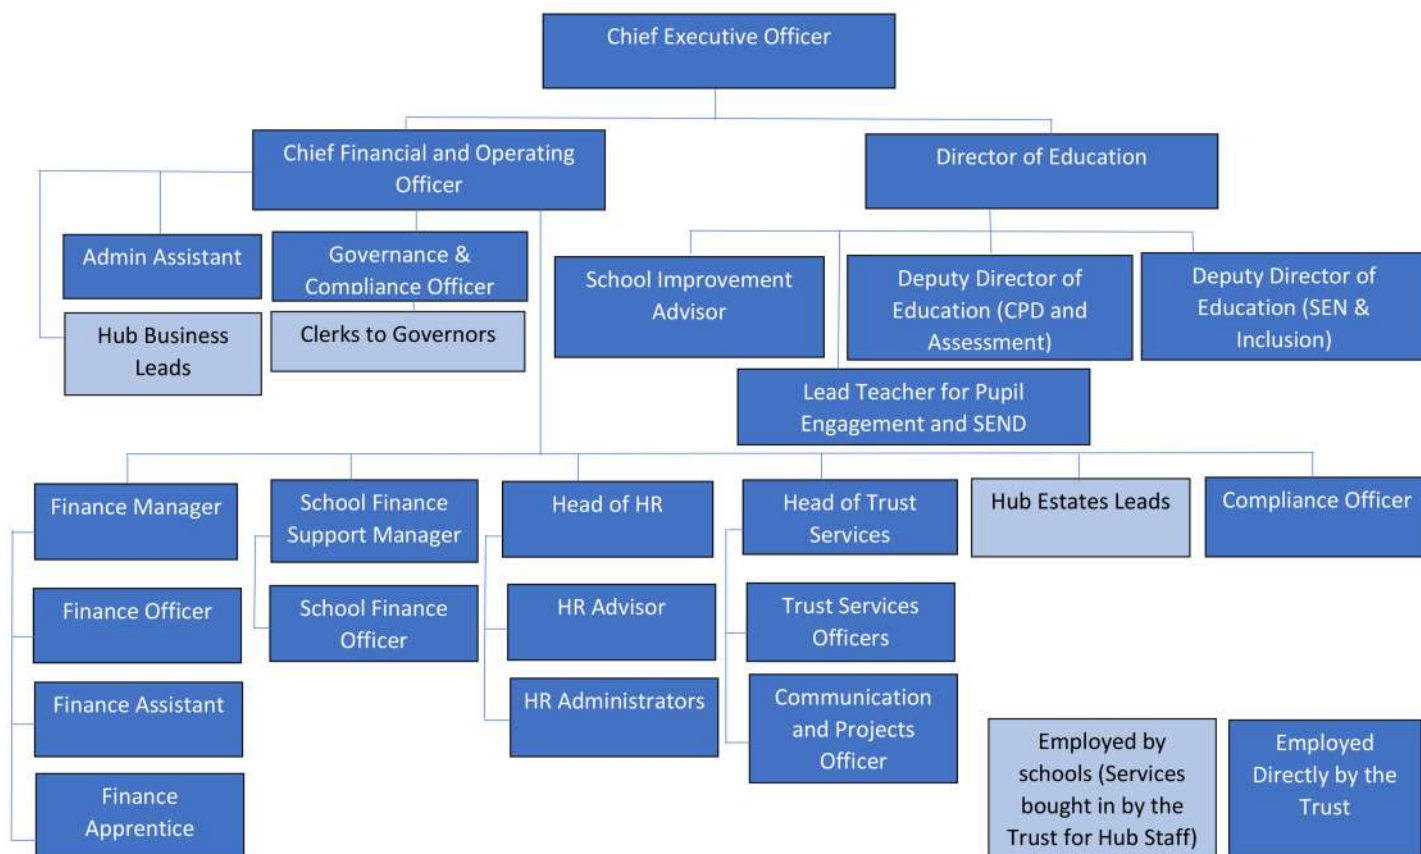 Chief Executive Officer
Chief Financial and Operating
Officer
Director of Education
Admin Assistant
Governance &
Compliance Officer
School Improvement
Advisor
Deputy Director of
Education (CPD and
Assessment)
Deputy Director of
Education (SEN &
Inclusion)
Hub Business
Leads
Clerks to Governors
Lead Teacher for Pupil
Engagement and SEND
Finance Manager
School Finance
Support Manager
Head of HR
Head of Trust
Services
Hub Estates Leads
Compliance Officer
Finance Officer
School Finance
Officer
HR Advisor
Trust Services
Officers
Finance Assistant
HR Administrators
Communication
and Projects
Officer
Finance
Apprentice
Employed by
schools (Services
bought in by the
Trust for Hub Staff)
Employed
Directly by the
Trust